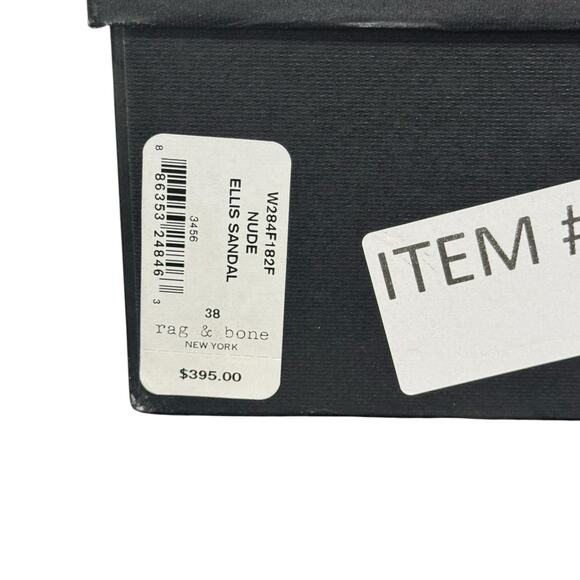 W284F182F
NUDE
ELLIS SANDAL
3456
8 86353 24846 3
38
rag & bone
NEW YORK
$395.00
ITEM #